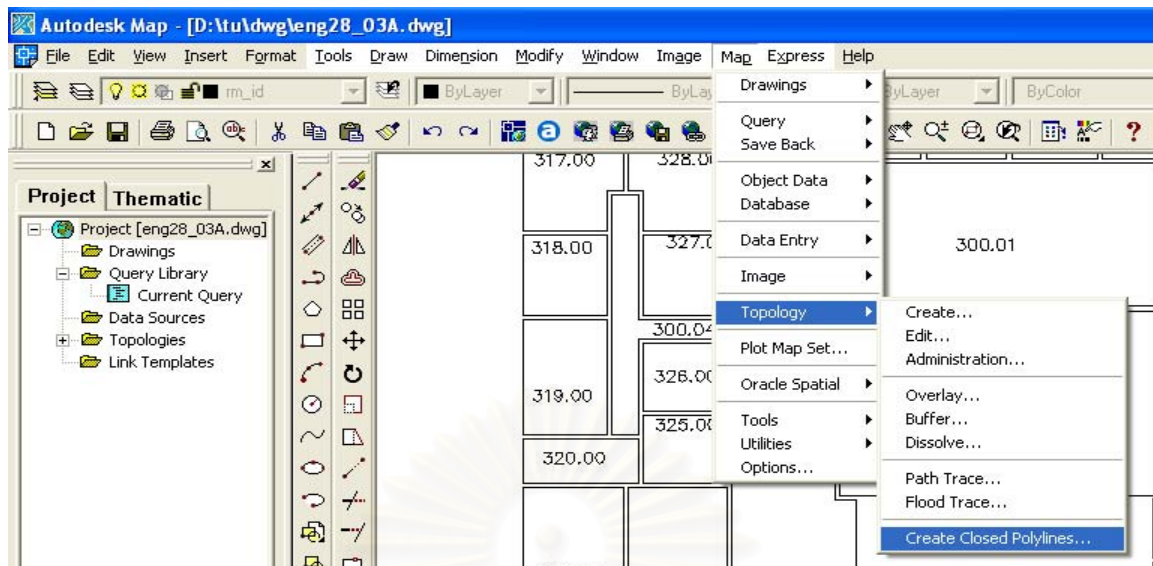 Autodesk Map - [D:\tu\dwg\eng28_03A.dwg]
File Edit View Insert Format Tools Draw Dimension Modify Window Image Map Express Help
rm_id ByLayer ByLayer ByColor
Project Thematic
Project [eng28_03A.dwg]
Drawings
Query Library
Current Query
Data Sources
Topologies
Link Templates
317.00
318.00 327.
300.01
300.04
319.00 326.00
325.00
320.00
Drawings
Query
Save Back
Object Data
Database
Data Entry
Image
Topology
Plot Map Set...
Oracle Spatial
Tools
Utilities
Options...
Create...
Edit...
Administration...
Overlay...
Buffer...
Dissolve...
Path Trace...
Flood Trace...
Create Closed Polylines...